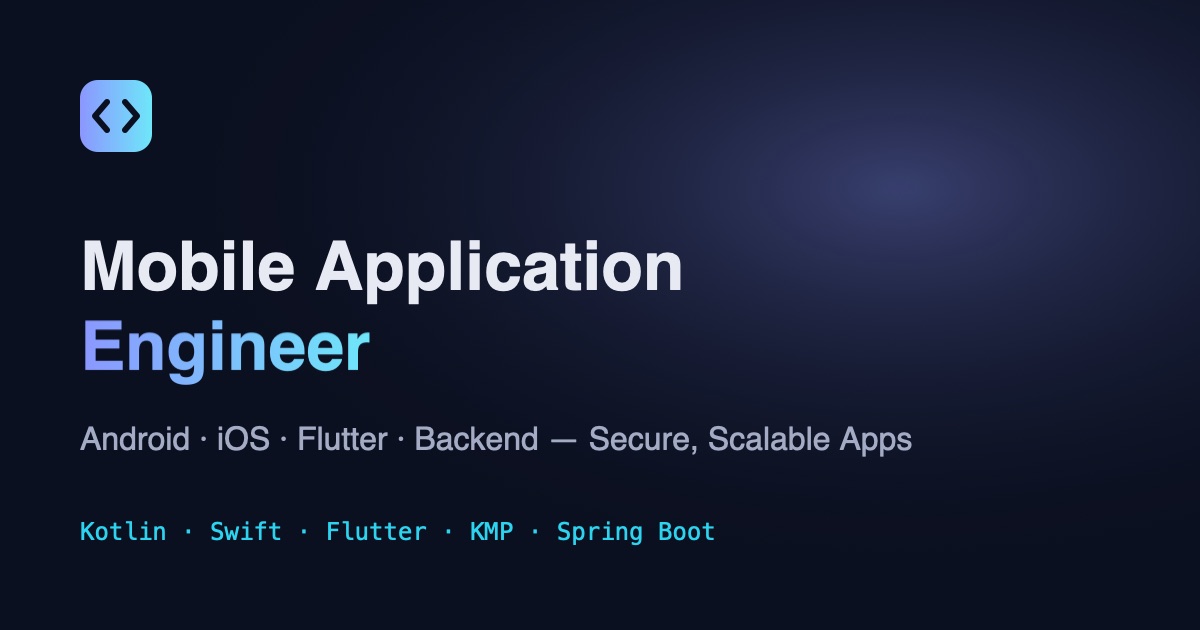 Mobile Application
Engineer
Android · iOS · Flutter · Backend — Secure, Scalable Apps
Kotlin · Swift · Flutter · KMP · Spring Boot